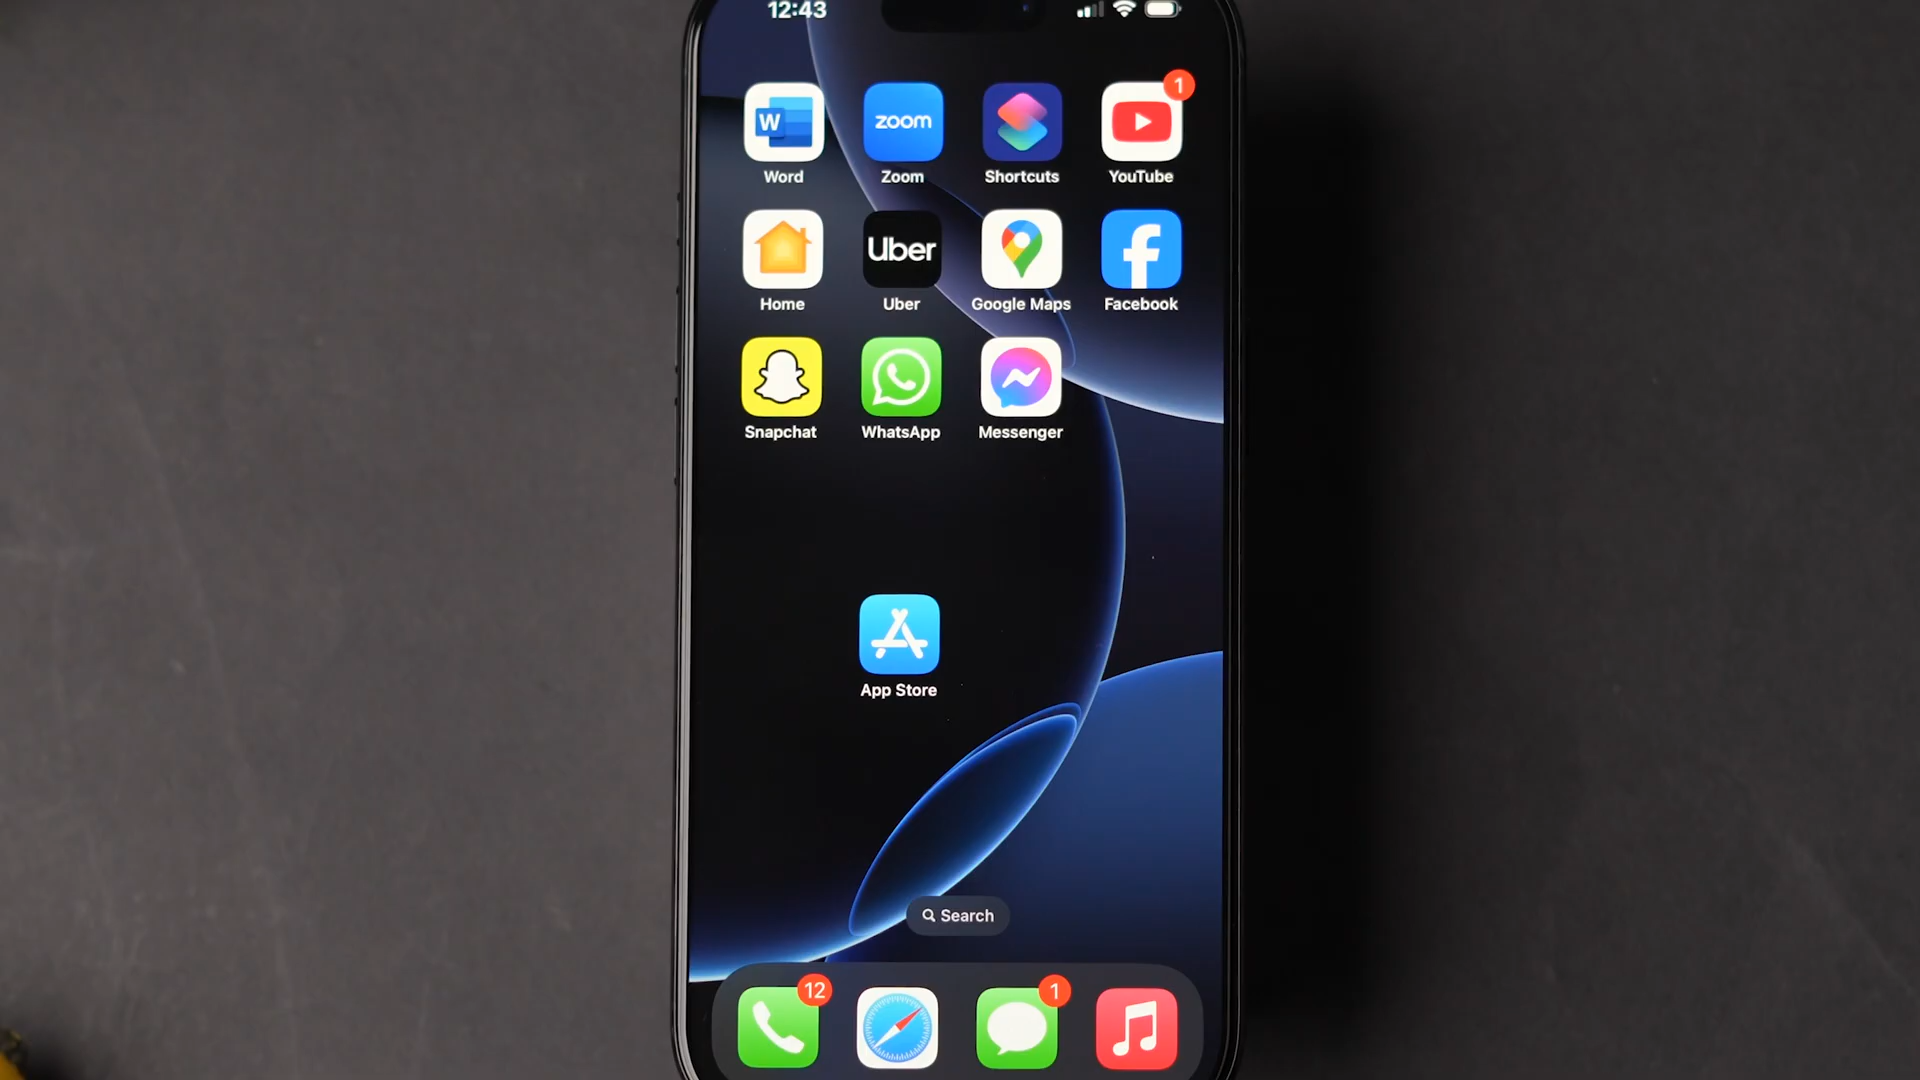 12:43
1
W
zoom
Word
Zoom
Shortcuts
YouTube
Uber
f
Home
Uber
Google Maps
Facebook
Snapchat
WhatsApp
Messenger
App Store
Search
12
1